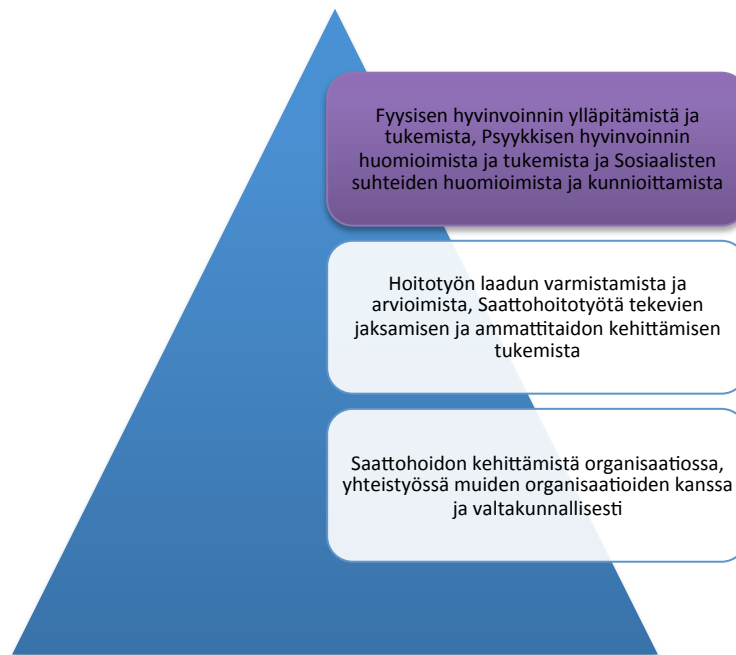 Fyysisen hyvinvoinnin ylläpitämistä ja
tukemista, Psyykkisen hyvinvoinnin
huomioimista ja tukemista ja Sosiaalisten
suhteiden huomioimista ja kunnioittamista
Hoitotyön laadun varmistamista ja
arvioimista, Saattohoitotyötä tekevien
jaksamisen ja ammattitaidon kehittämisen
tukemista
Saattohoidon kehittämistä organisaatiossa,
yhteistyössä muiden organisaatioiden kanssa
ja valtakunnallisesti